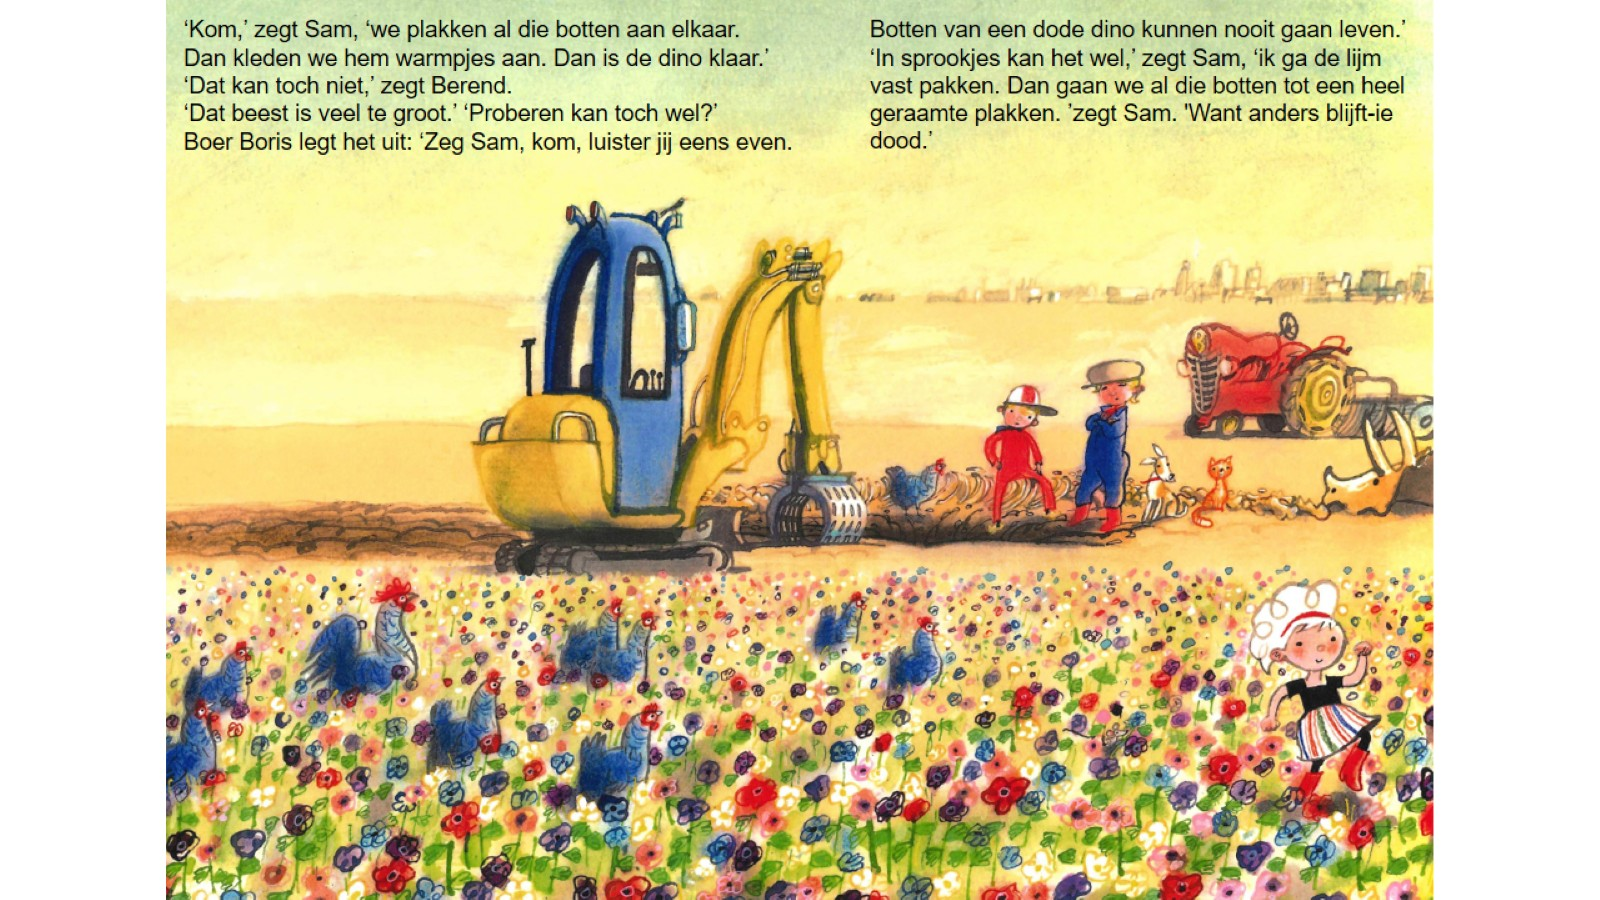 ‘Kom,’ zegt Sam, ‘we plakken al die botten aan elkaar.
Dan kleden we hem warmpjes aan. Dan is de dino klaar.’
‘Dat kan toch niet,’ zegt Berend.
‘Dat beest is veel te groot.’ ‘Proberen kan toch wel?’
Boer Boris legt het uit: ‘Zeg Sam, kom, luister jij eens even.
Botten van een dode dino kunnen nooit gaan leven.’
‘In sprookjes kan het wel,’ zegt Sam, ‘ik ga de lijm
vast pakken. Dan gaan we al die botten tot een heel
geraamte plakken. ’zegt Sam. 'Want anders blijft-ie
dood.’